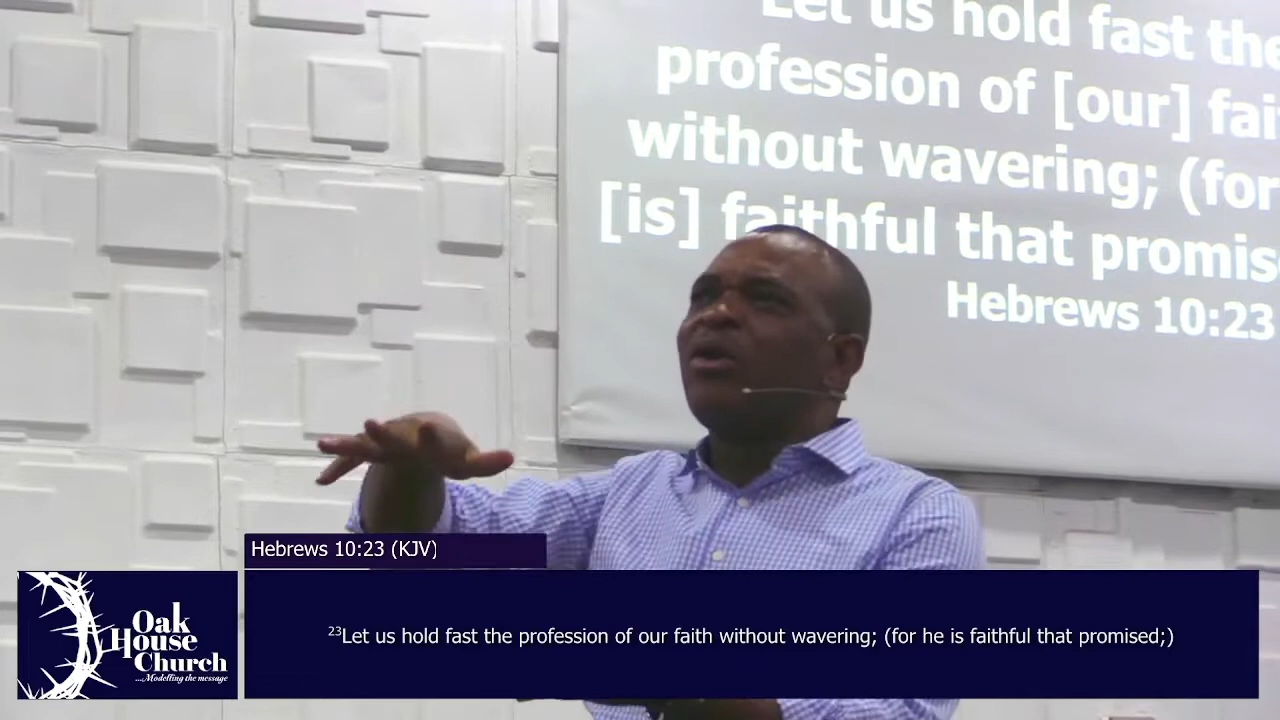 Let us hold fast the
profession of [our]
without wavering; (for
[is] faithful that
Hebrews 10:23
Hebrews 10:23 (KJV)
23Let us hold fast the profession of our faith without wavering; (for he is faithful that promised;)
Oak
House
Church
...Modelling the message